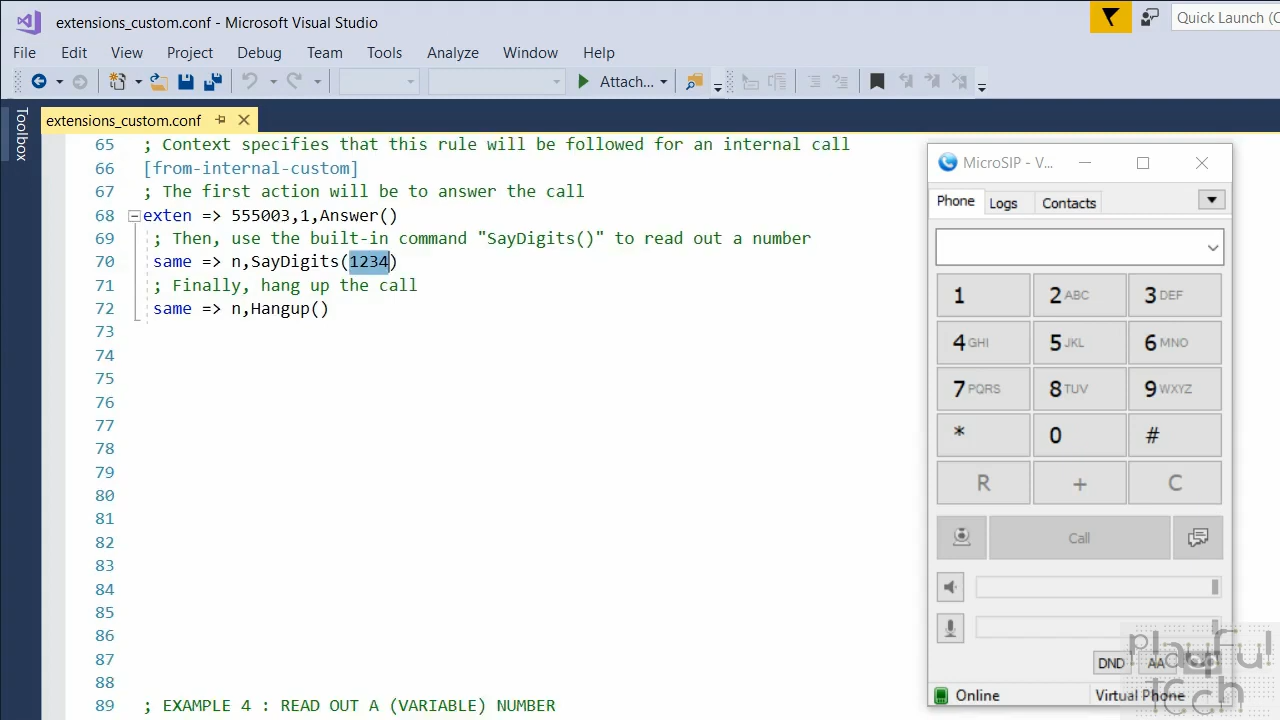 extensions_custom.conf - Microsoft Visual Studio
Quick Launch (C
File Edit View Project Debug Team Tools Analyze Window Help
Attach...
Toolbox
extensions_custom.conf
65 ; Context specifies that this rule will be followed for an internal call
66 [from-internal-custom]
67 ; The first action will be to answer the call
68 exten => 555003,1,Answer()
69 ; Then, use the built-in command "SayDigits()" to read out a number
70 same => n,SayDigits(1234)
71 ; Finally, hang up the call
72 same => n,Hangup()
73
74
75
76
77
78
79
80
81
82
83
84
85
86
87
88
89 ; EXAMPLE 4 : READ OUT A (VARIABLE) NUMBER
MicroSIP - V...
Phone Logs Contacts
1 2 ABC 3 DEF
4 GHI 5 JKL 6 MNO
7 PQRS 8 TUV 9 WXYZ
* 0 #
R + C
Call
DND AA
Online Virtual Phone
playful
tech